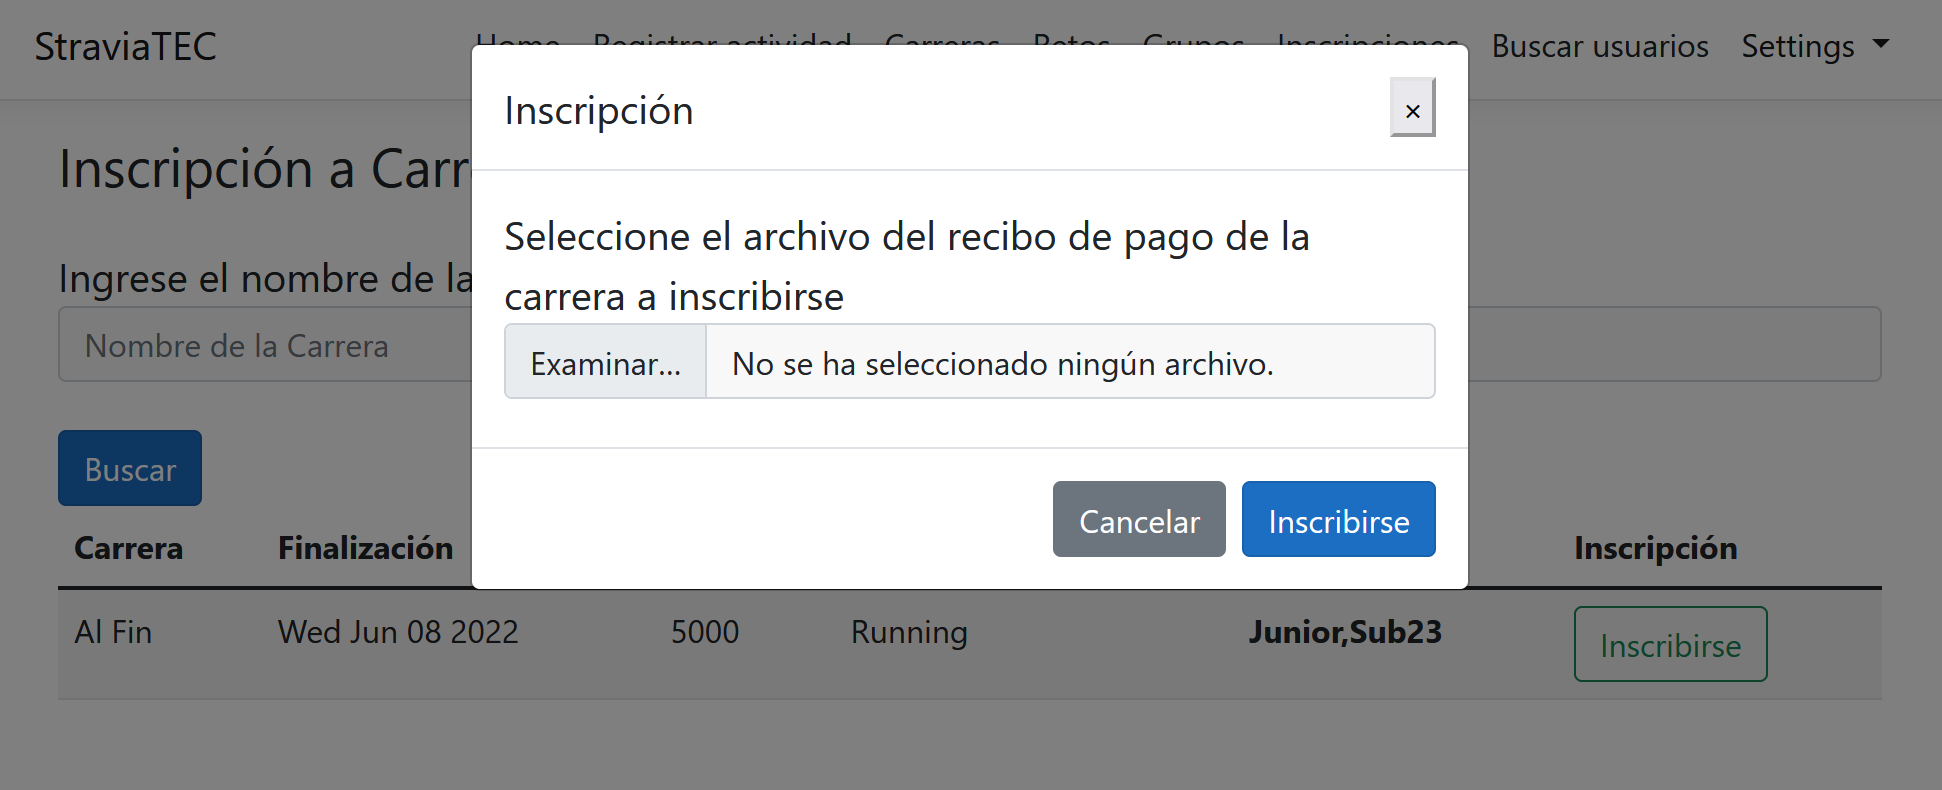 StraviaTEC
Home Registrar actividad Carreras Retos Grupos Inscripciones Buscar usuarios Settings
Inscripción
×
Inscripción a Carr
Seleccione el archivo del recibo de pago de la
carrera a inscribirse
Ingrese el nombre de la
Nombre de la Carrera
Examinar... No se ha seleccionado ningún archivo.
Buscar
Cancelar Inscribirse
Carrera Finalización Inscripción
Al Fin Wed Jun 08 2022 5000 Running Junior,Sub23 Inscribirse